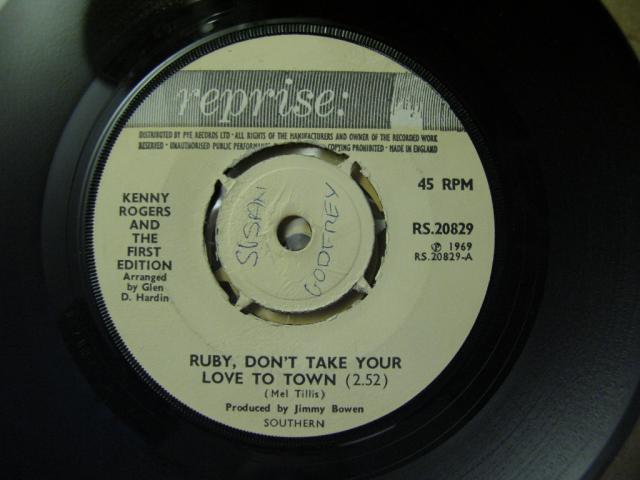 reprise:
DISTRIBUTED BY PYE RECORDS LTD · ALL RIGHTS OF THE MANUFACTURERS AND OWNER OF THE RECORDED WORK
RESERVED · UNAUTHORISED PUBLIC PERFORMANC COPYING PROHIBITED · MADE IN ENGLAND
KENNY
ROGERS
AND
THE
FIRST
EDITION
Arranged
by Glen
D. Hardin
SUSAN
GODFREY
45 RPM
RS.20829
Ⓟ 1969
RS.20829-A
RUBY, DON'T TAKE YOUR
LOVE TO TOWN (2.52)
(Mel Tillis)
Produced by Jimmy Bowen
SOUTHERN